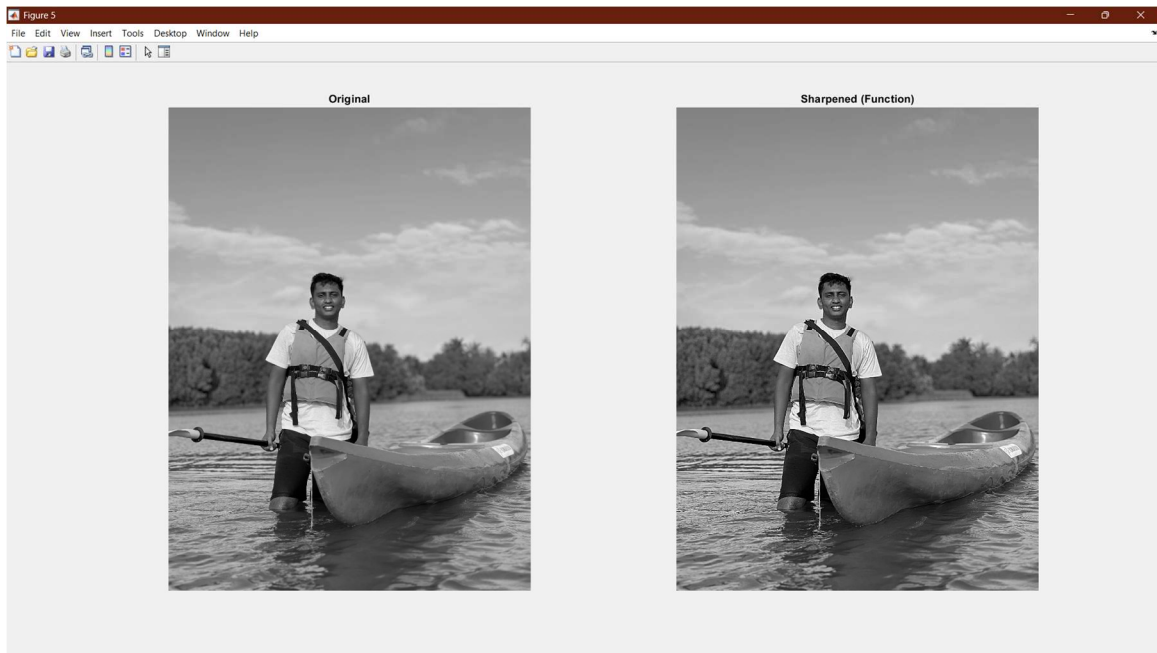 Figure 5
File Edit View Insert Tools Desktop Window Help
Original
Sharpened (Function)